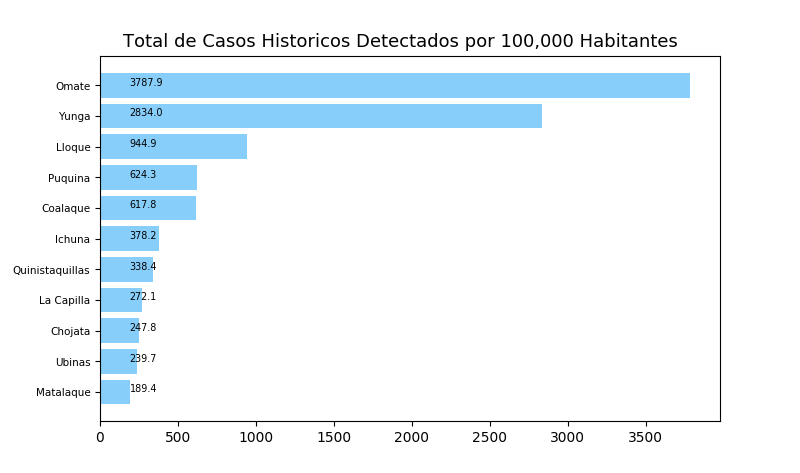 Total de Casos Historicos Detectados por 100,000 Habitantes
Omate 3787.9
Yunga 2834.0
Lloque 944.9
Puquina 624.3
Coalaque 617.8
Ichuna 378.2
Quinistaquillas 338.4
La Capilla 272.1
Chojata 247.8
Ubinas 239.7
Matalaque 189.4
0 500 1000 1500 2000 2500 3000 3500